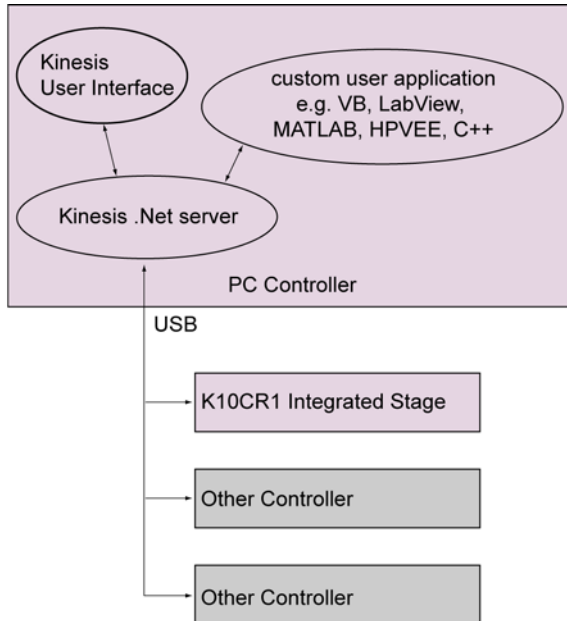 Kinesis
User Interface
custom user application
e.g. VB, LabView,
MATLAB, HPVEE, C++
Kinesis .Net server
PC Controller
USB
K10CR1 Integrated Stage
Other Controller
Other Controller